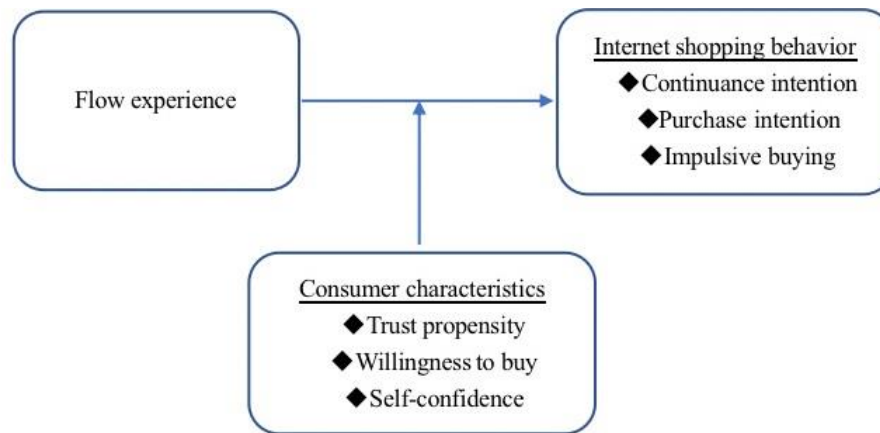 Flow experience
Internet shopping behavior
◆Continuance intention
◆Purchase intention
◆Impulsive buying
Consumer characteristics
◆Trust propensity
◆Willingness to buy
◆Self-confidence